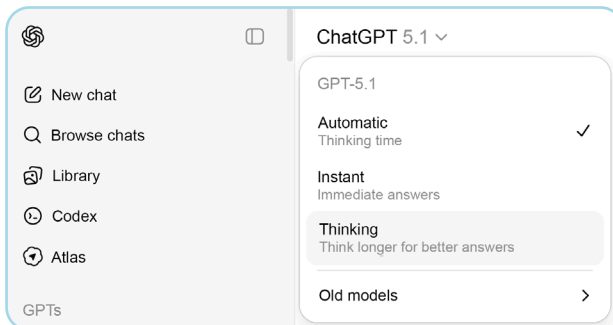 ChatGPT 5.1
New chat
Browse chats
Library
Codex
Atlas
GPTs
GPT-5.1
Automatic
Thinking time
Instant
Immediate answers
Thinking
Think longer for better answers
Old models